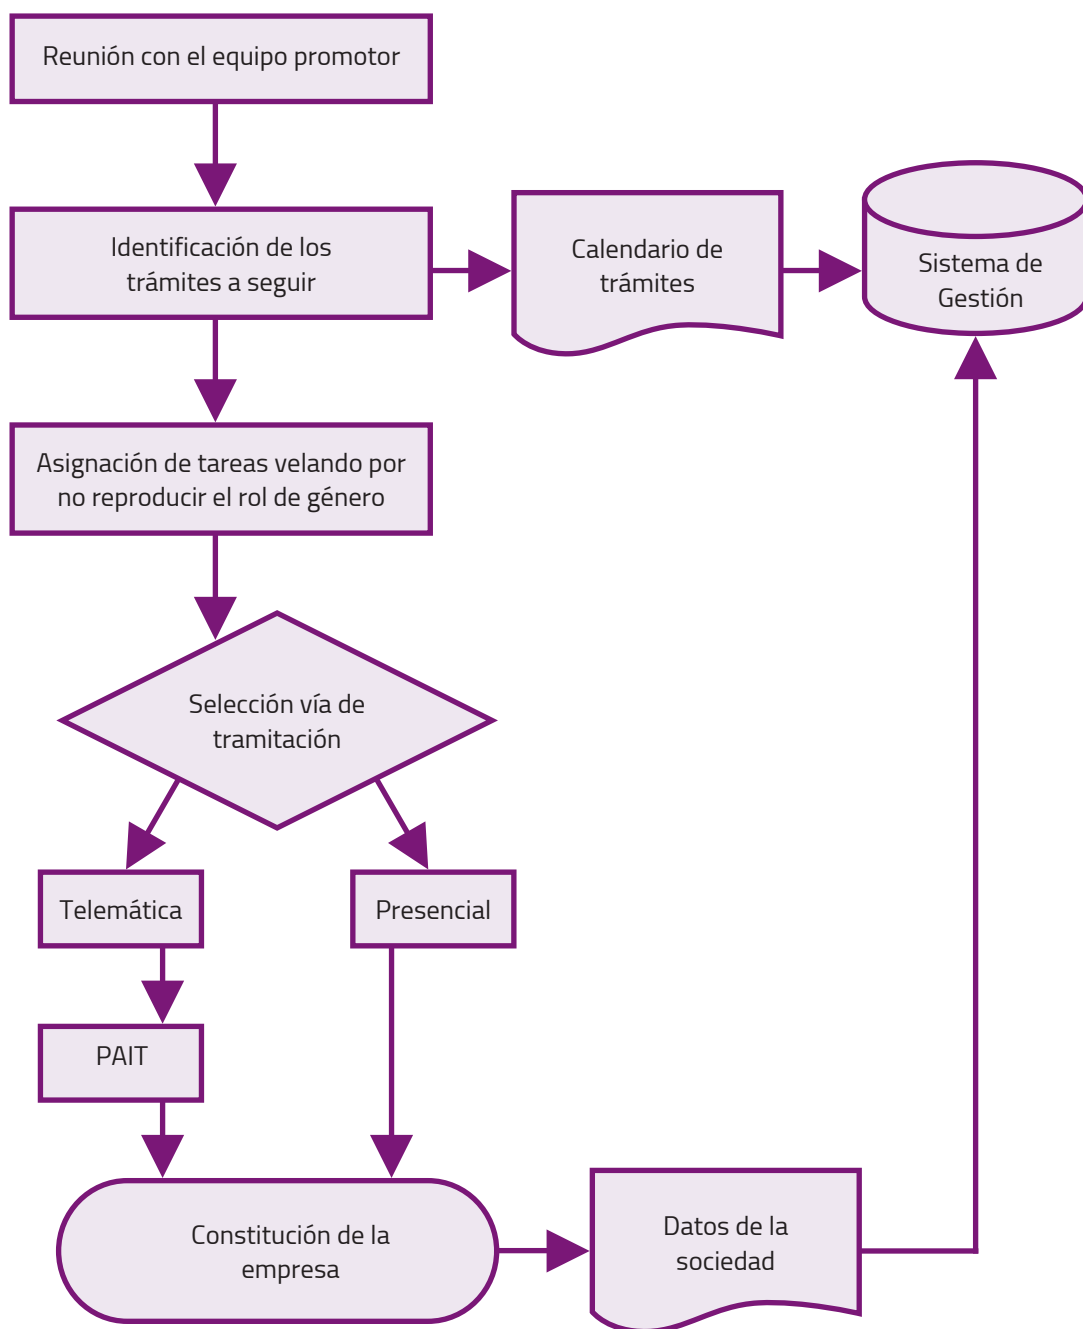 Reunión con el equipo promotor
Identificación de los
trámites a seguir
Calendario de
trámites
Sistema de
Gestión
Asignación de tareas velando por
no reproducir el rol de género
Selección vía de
tramitación
Telemática
Presencial
PAIT
Constitución de la
empresa
Datos de la
sociedad